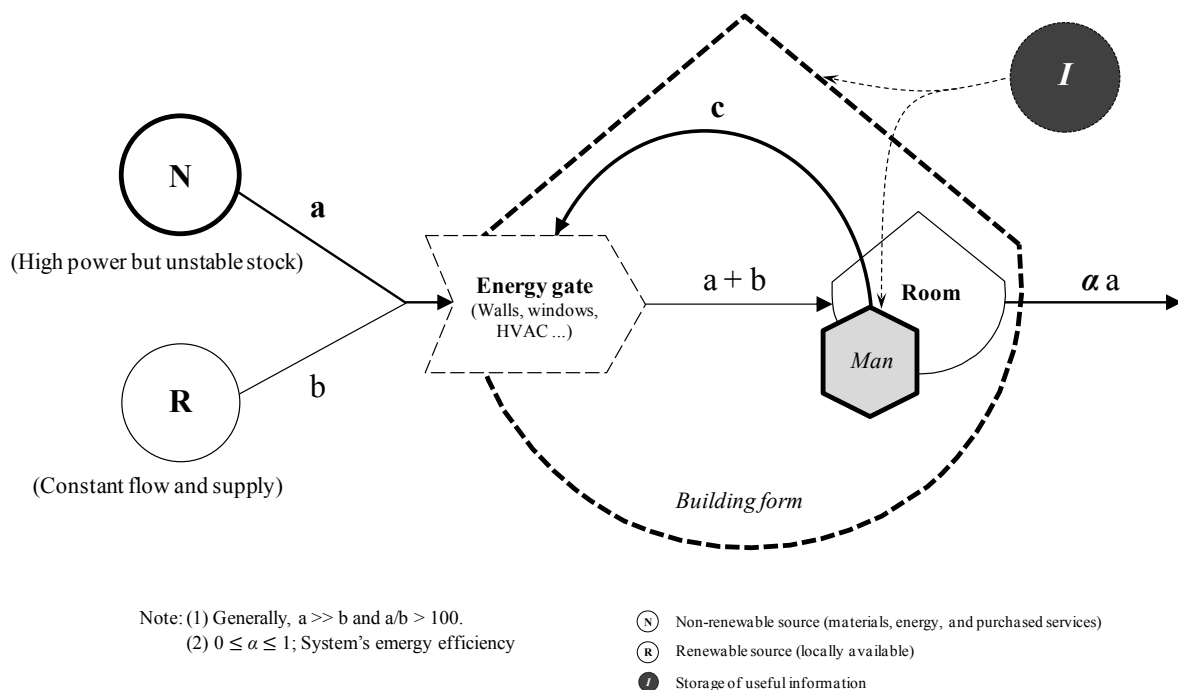 I
c
N
a
(High power but unstable stock)
Energy gate
(Walls, windows,
HVAC ...)
a + b
Room
α a
Man
b
R
(Constant flow and supply)
Building form
Note: (1) Generally, a >> b and a/b > 100.
(2) 0 ≤ α ≤ 1; System's emergy efficiency
N Non-renewable source (materials, energy, and purchased services)
R Renewable source (locally available)
I Storage of useful information